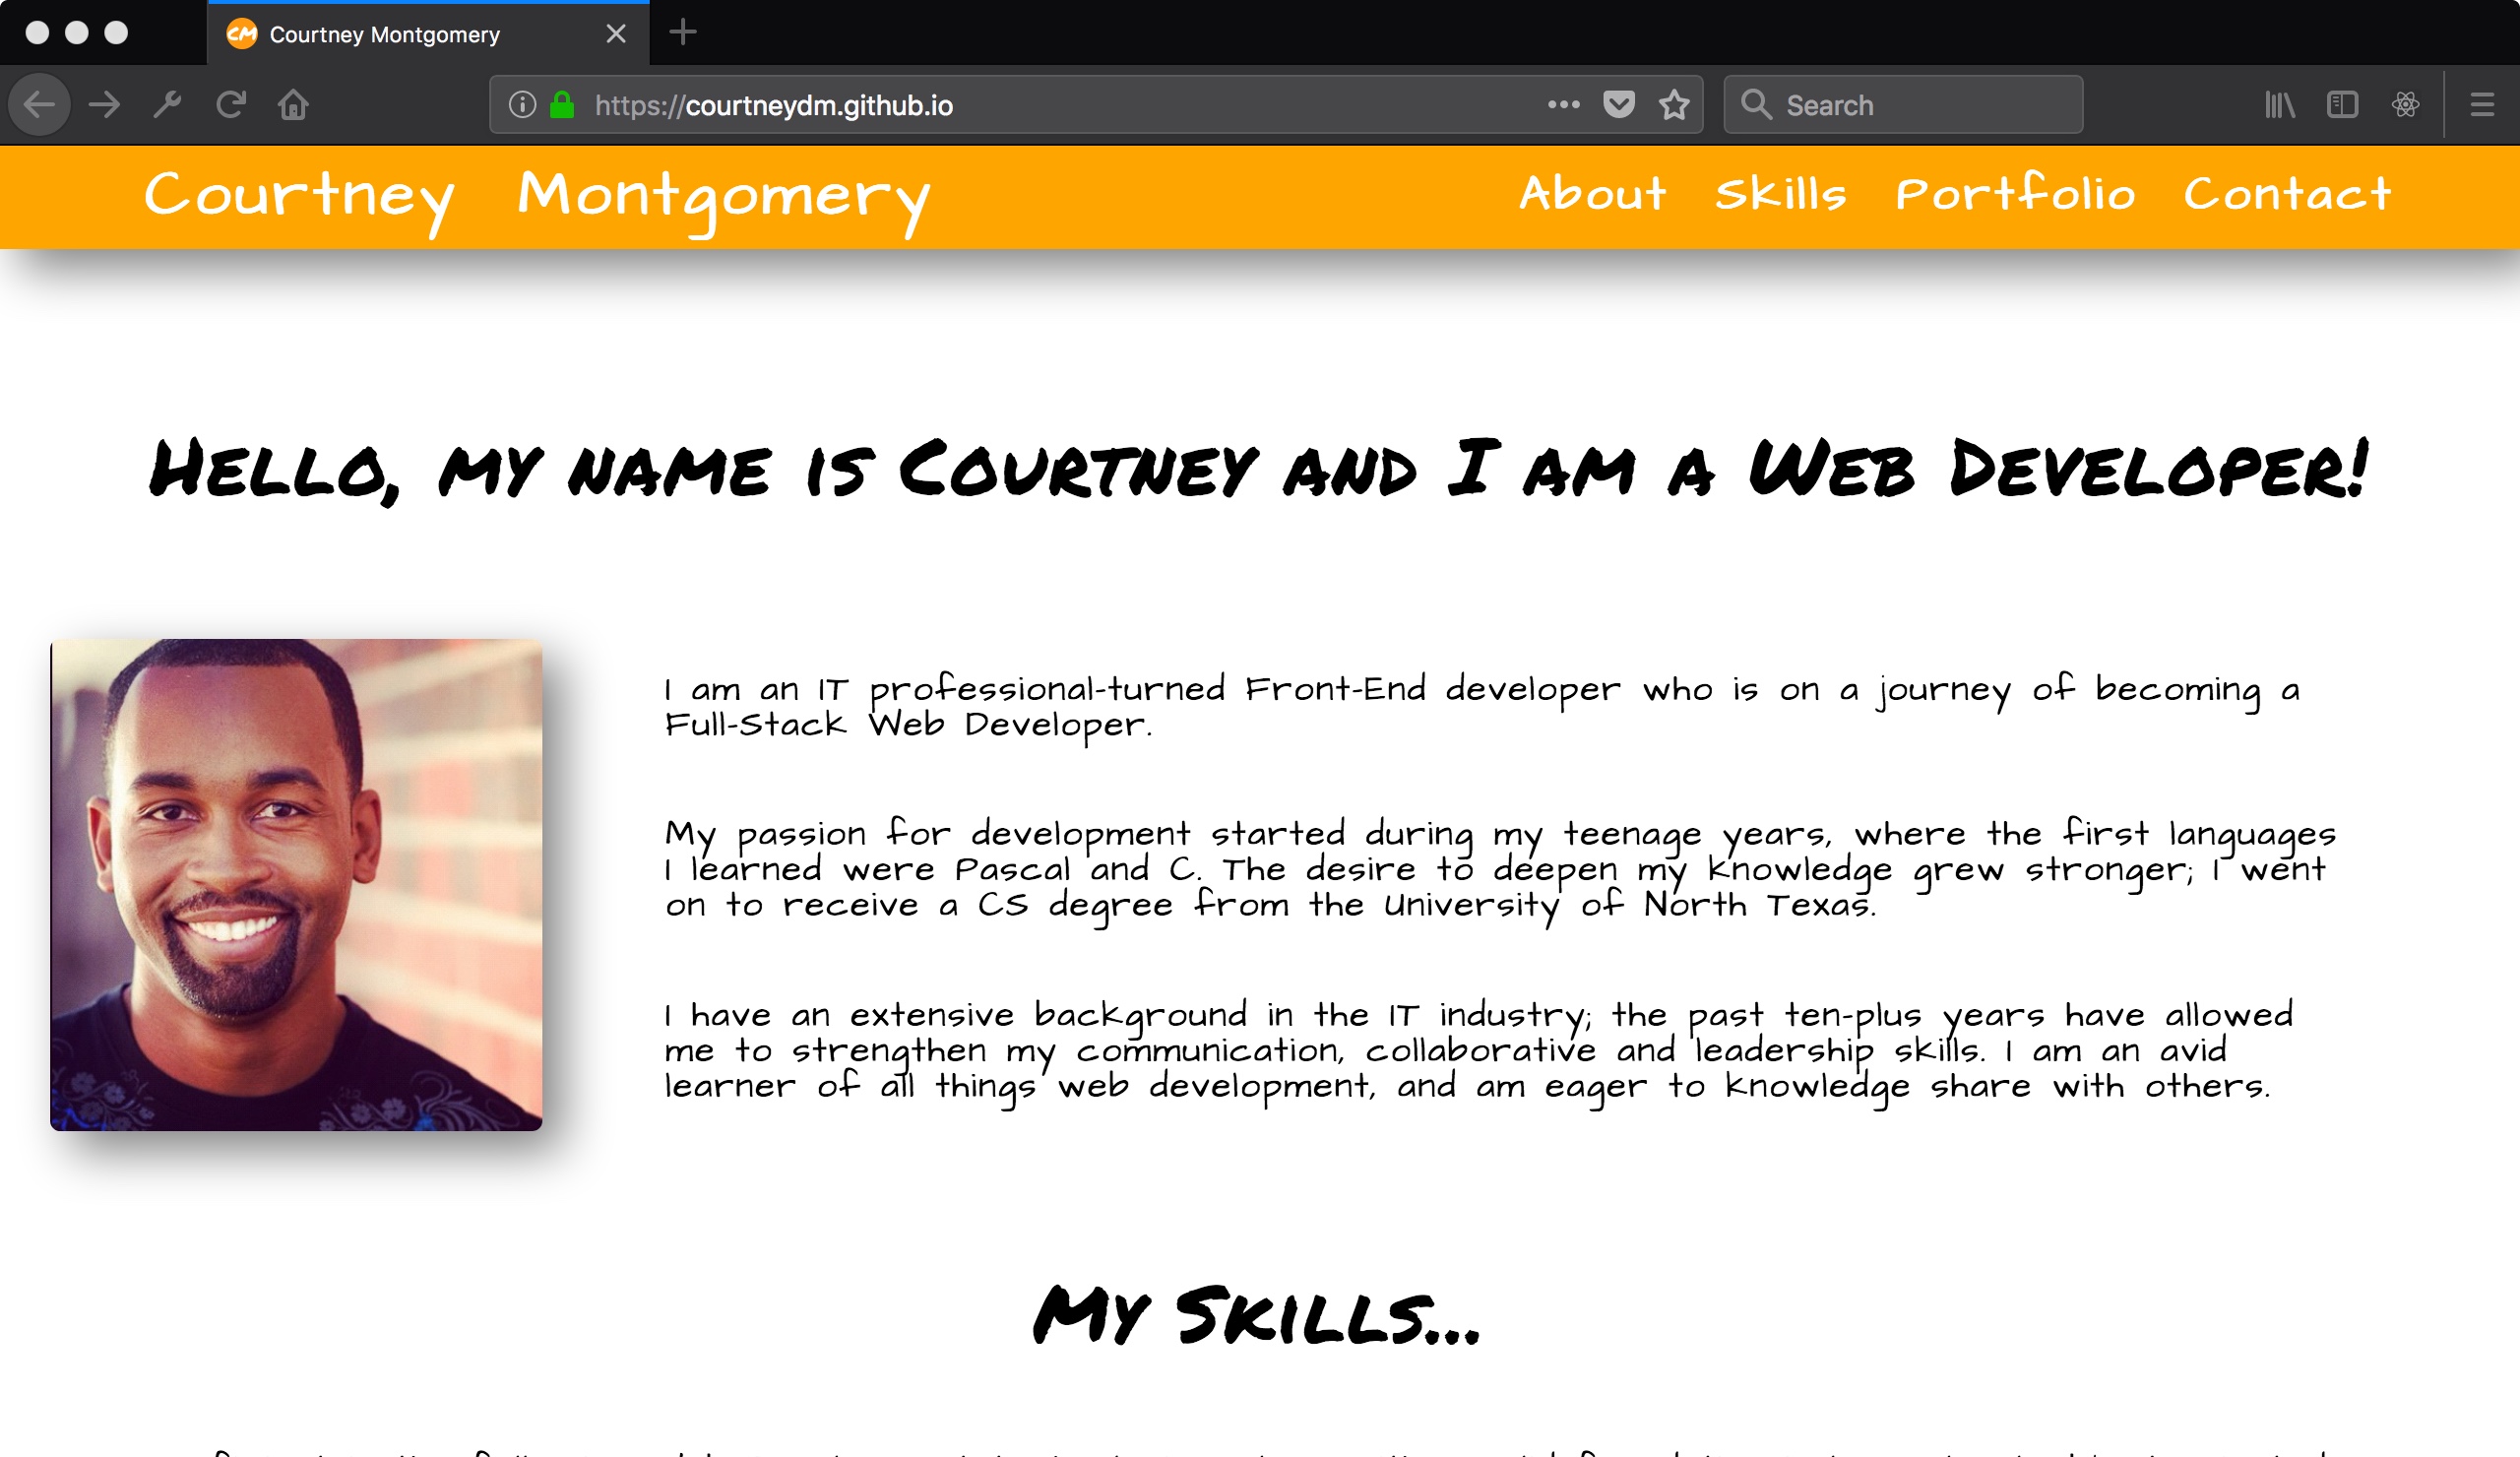 CM Courtney Montgomery
https://courtneydm.github.io
Search
Courtney Montgomery
About Skills Portfolio Contact
Hello, my name is Courtney and I am a Web Developer!
I am an IT professional-turned Front-End developer who is on a journey of becoming a
Full-Stack Web Developer.
My passion for development started during my teenage years, where the first languages
I learned were Pascal and C. The desire to deepen my knowledge grew stronger; I went
on to receive a CS degree from the University of North Texas.
I have an extensive background in the IT industry; the past ten-plus years have allowed
me to strengthen my communication, collaborative and leadership skills. I am an avid
learner of all things web development, and am eager to knowledge share with others.
My Skills...